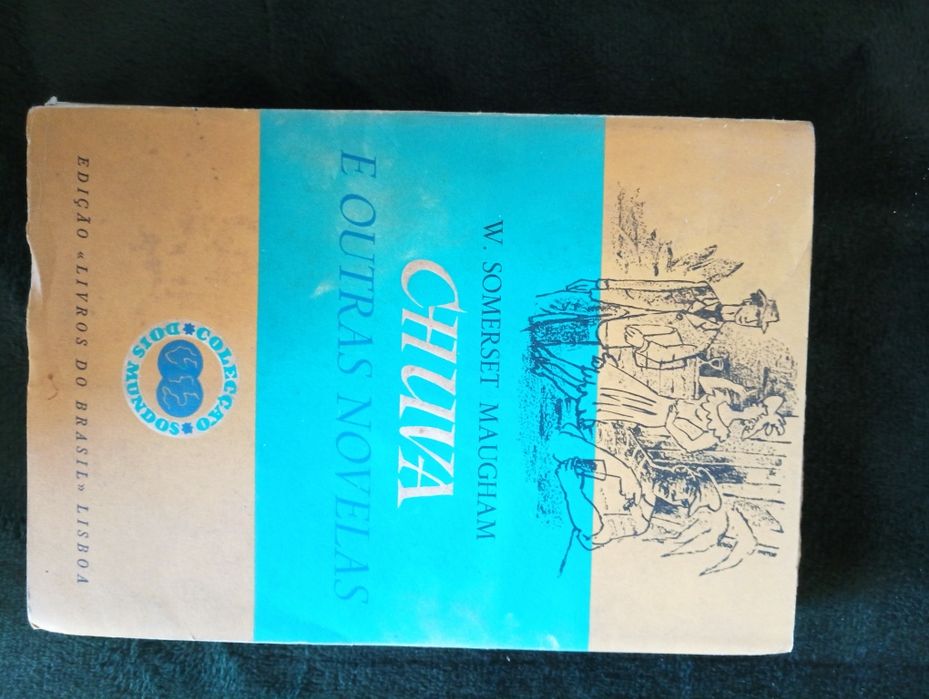 W. SOMERSET MAUGHAM
CHUVA
E OUTRAS NOVELAS
COLECÇÃO
DOIS MUNDOS
EDIÇÃO «LIVROS DO BRASIL» LISBOA